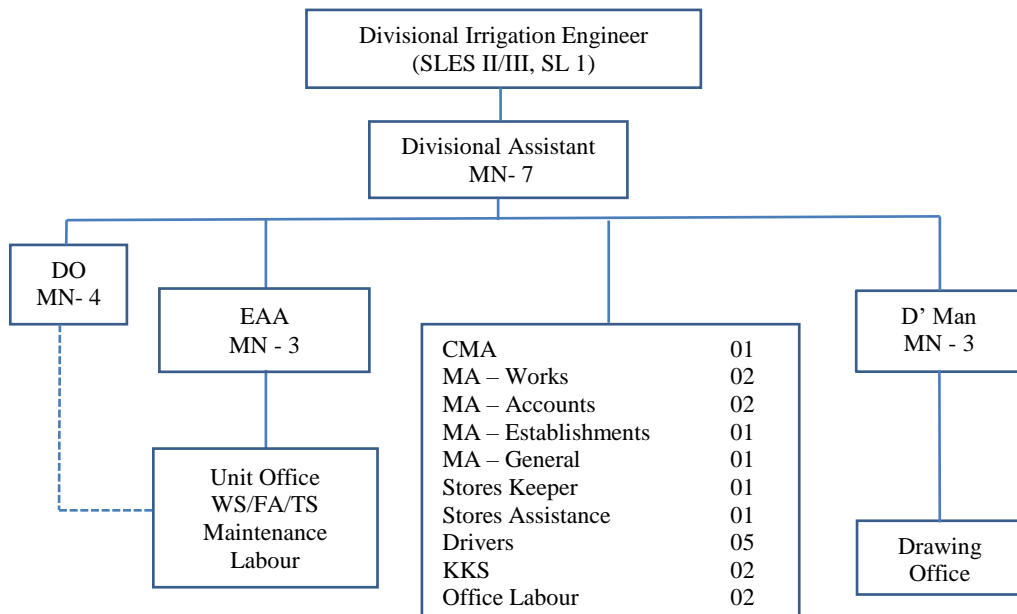 Divisional Irrigation Engineer
(SLES II/III, SL 1)
Divisional Assistant
MN- 7
DO
MN- 4
EAA
MN - 3
D’ Man
MN - 3
CMA 01
MA – Works 02
MA – Accounts 02
MA – Establishments 01
MA – General 01
Stores Keeper 01
Stores Assistance 01
Drivers 05
KKS 02
Office Labour 02
Unit Office
WS/FA/TS
Maintenance
Labour
Drawing
Office